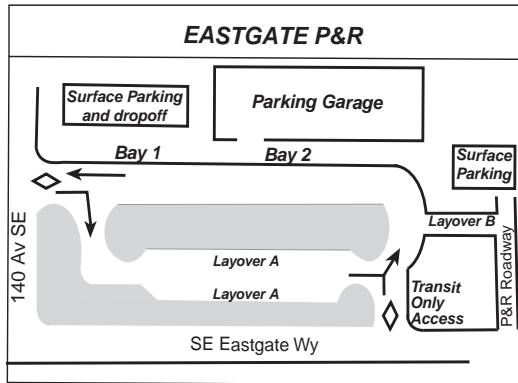 EASTGATE P&R
Surface Parking
and dropoff
Parking Garage
Bay 1
Bay 2
Surface
Parking
Layover B
140 Av SE
Layover A
Layover A
Transit
Only
Access
P&R Roadway
SE Eastgate Wy